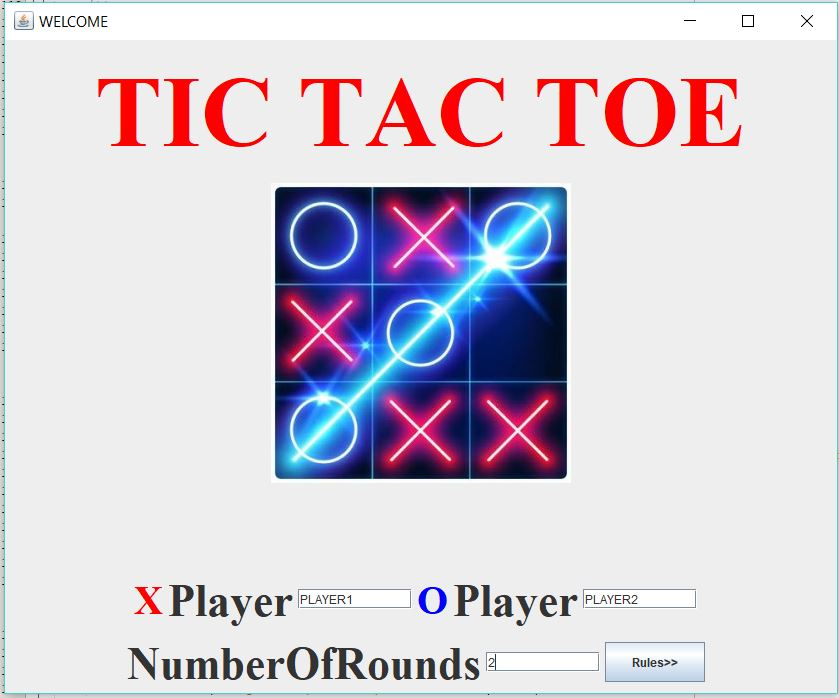 WELCOME
TIC TAC TOE
X Player PLAYER1 O Player PLAYER2
NumberOfRounds 2 Rules>>